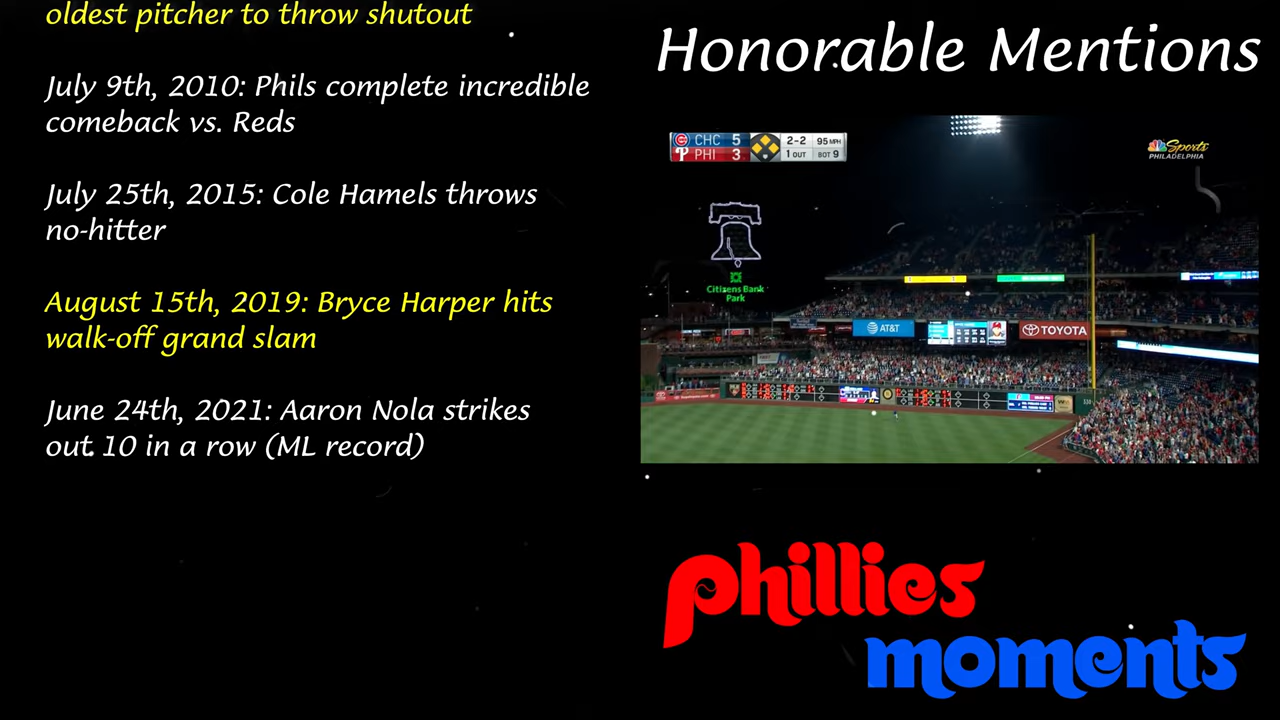 oldest pitcher to throw shutout
July 9th, 2010: Phils complete incredible
comeback vs. Reds
July 25th, 2015: Cole Hamels throws
no-hitter
August 15th, 2019: Bryce Harper hits
walk-off grand slam
June 24th, 2021: Aaron Nola strikes
out 10 in a row (ML record)
Honorable Mentions
CHC 5
PHI 3
2-2 95 MPH
1 OUT BOT 9
NBC Sports
PHILADELPHIA
Citizens Bank
Park
AT&T
TOYOTA
phillies
moments